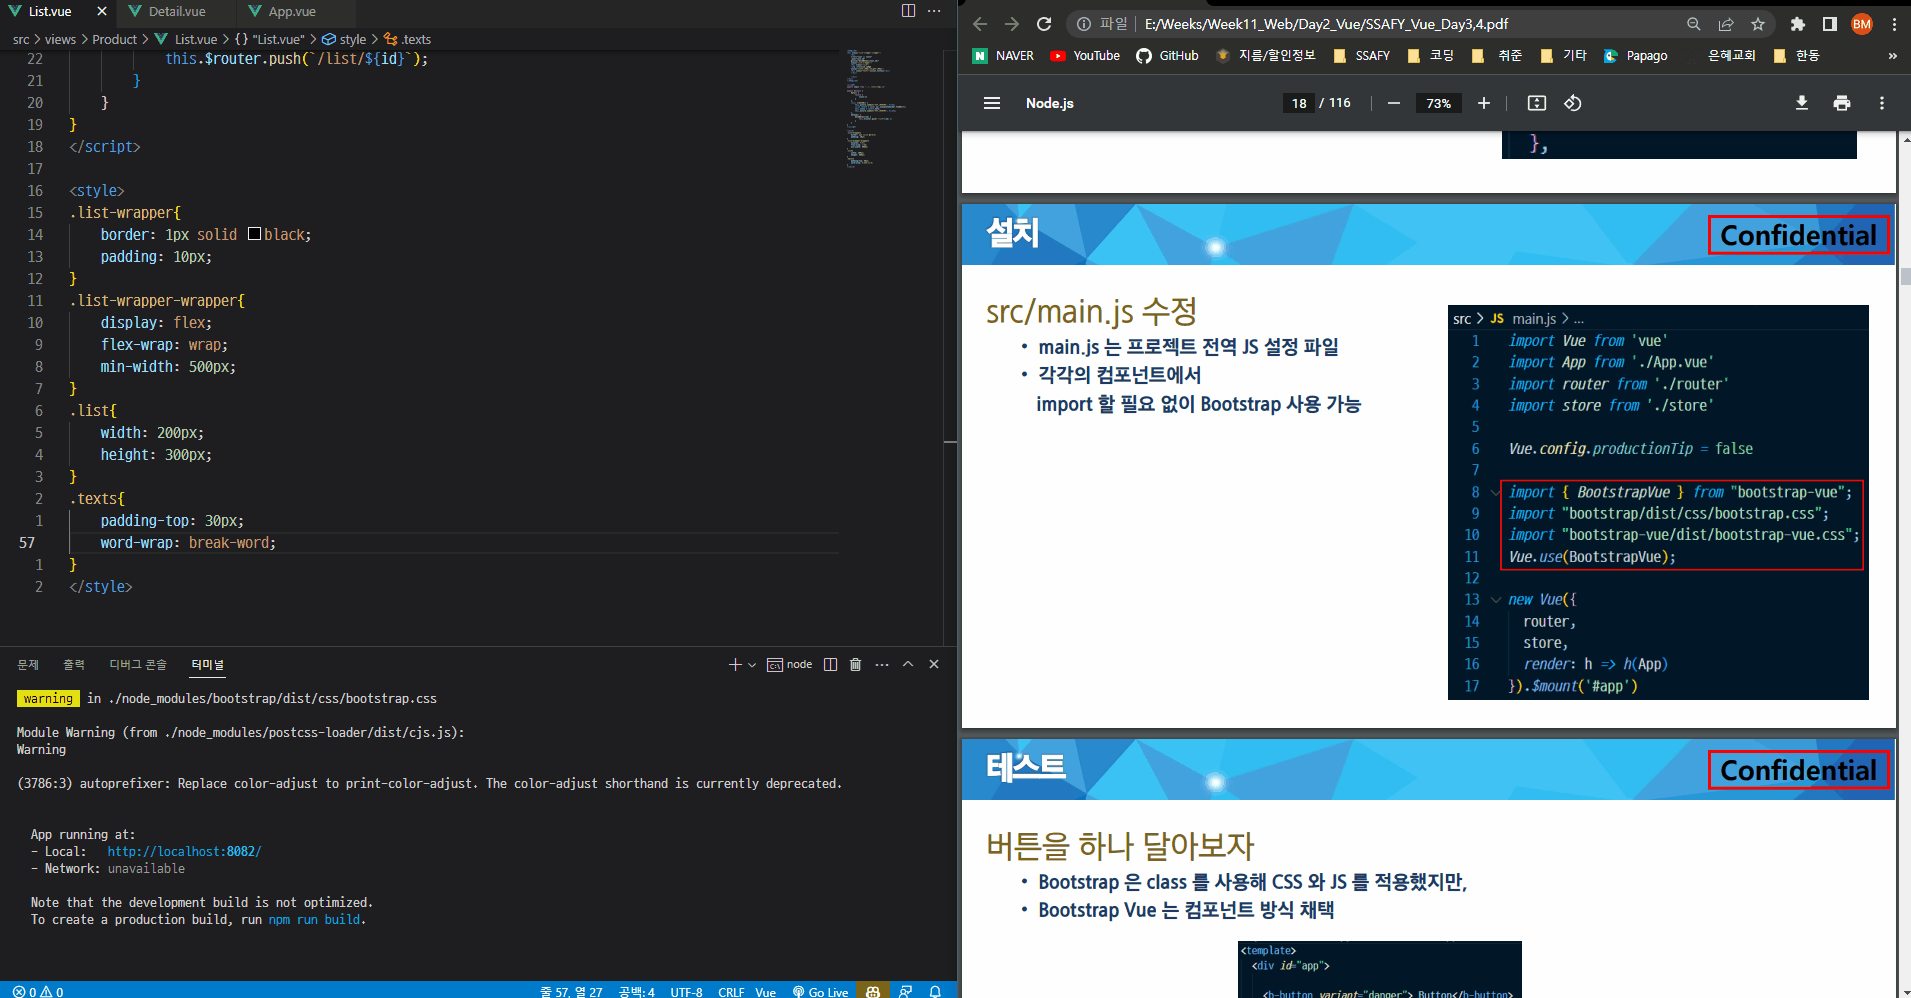 List.vue
Detail.vue
App.vue
src > views > Product > List.vue > {} "List.vue" > style > .texts
22 this.$router.push(`/list/${id}`);
21 }
20 }
19 }
18 </script>
17
16 <style>
15 .list-wrapper{
14 border: 1px solid black;
13 padding: 10px;
12 }
11 .list-wrapper-wrapper{
10 display: flex;
9 flex-wrap: wrap;
8 min-width: 500px;
7 }
6 .list{
5 width: 200px;
4 height: 300px;
3 }
2 .texts{
1 padding-top: 30px;
57 word-wrap: break-word;
1 }
2 </style>
문제 출력 디버그 콘솔 터미널
node
warning in ./node_modules/bootstrap/dist/css/bootstrap.css
Module Warning (from ./node_modules/postcss-loader/dist/cjs.js):
Warning
(3786:3) autoprefixer: Replace color-adjust to print-color-adjust. The color-adjust shorthand is currently deprecated.
App running at:
- Local: http://localhost:8082/
- Network: unavailable
Note that the development build is not optimized.
To create a production build, run npm run build.
0 0
줄 57, 열 27 공백: 4 UTF-8 CRLF Vue Go Live
파일 | E:/Weeks/Week11_Web/Day2_Vue/SSAFY_Vue_Day3,4.pdf
BM
NAVER YouTube GitHub 지름/할인정보 SSAFY 코딩 취준 기타 Papago 은혜교회 한동 »
Node.js
18 / 116
73%
},
설치
Confidential
src/main.js 수정
• main.js 는 프로젝트 전역 JS 설정 파일
• 각각의 컴포넌트에서
import 할 필요 없이 Bootstrap 사용 가능
src > JS main.js > ...
1 import Vue from 'vue'
2 import App from './App.vue'
3 import router from './router'
4 import store from './store'
5
6 Vue.config.productionTip = false
7
8 import { BootstrapVue } from "bootstrap-vue";
9 import "bootstrap/dist/css/bootstrap.css";
10 import "bootstrap-vue/dist/bootstrap-vue.css";
11 Vue.use(BootstrapVue);
12
13 new Vue({
14 router,
15 store,
16 render: h => h(App)
17 }).$mount('#app')
테스트
Confidential
버튼을 하나 달아보자
• Bootstrap 은 class 를 사용해 CSS 와 JS 를 적용했지만,
• Bootstrap Vue 는 컴포넌트 방식 채택
<template>
<div id="app">
<b-button variant="danger"> Button</b-button>